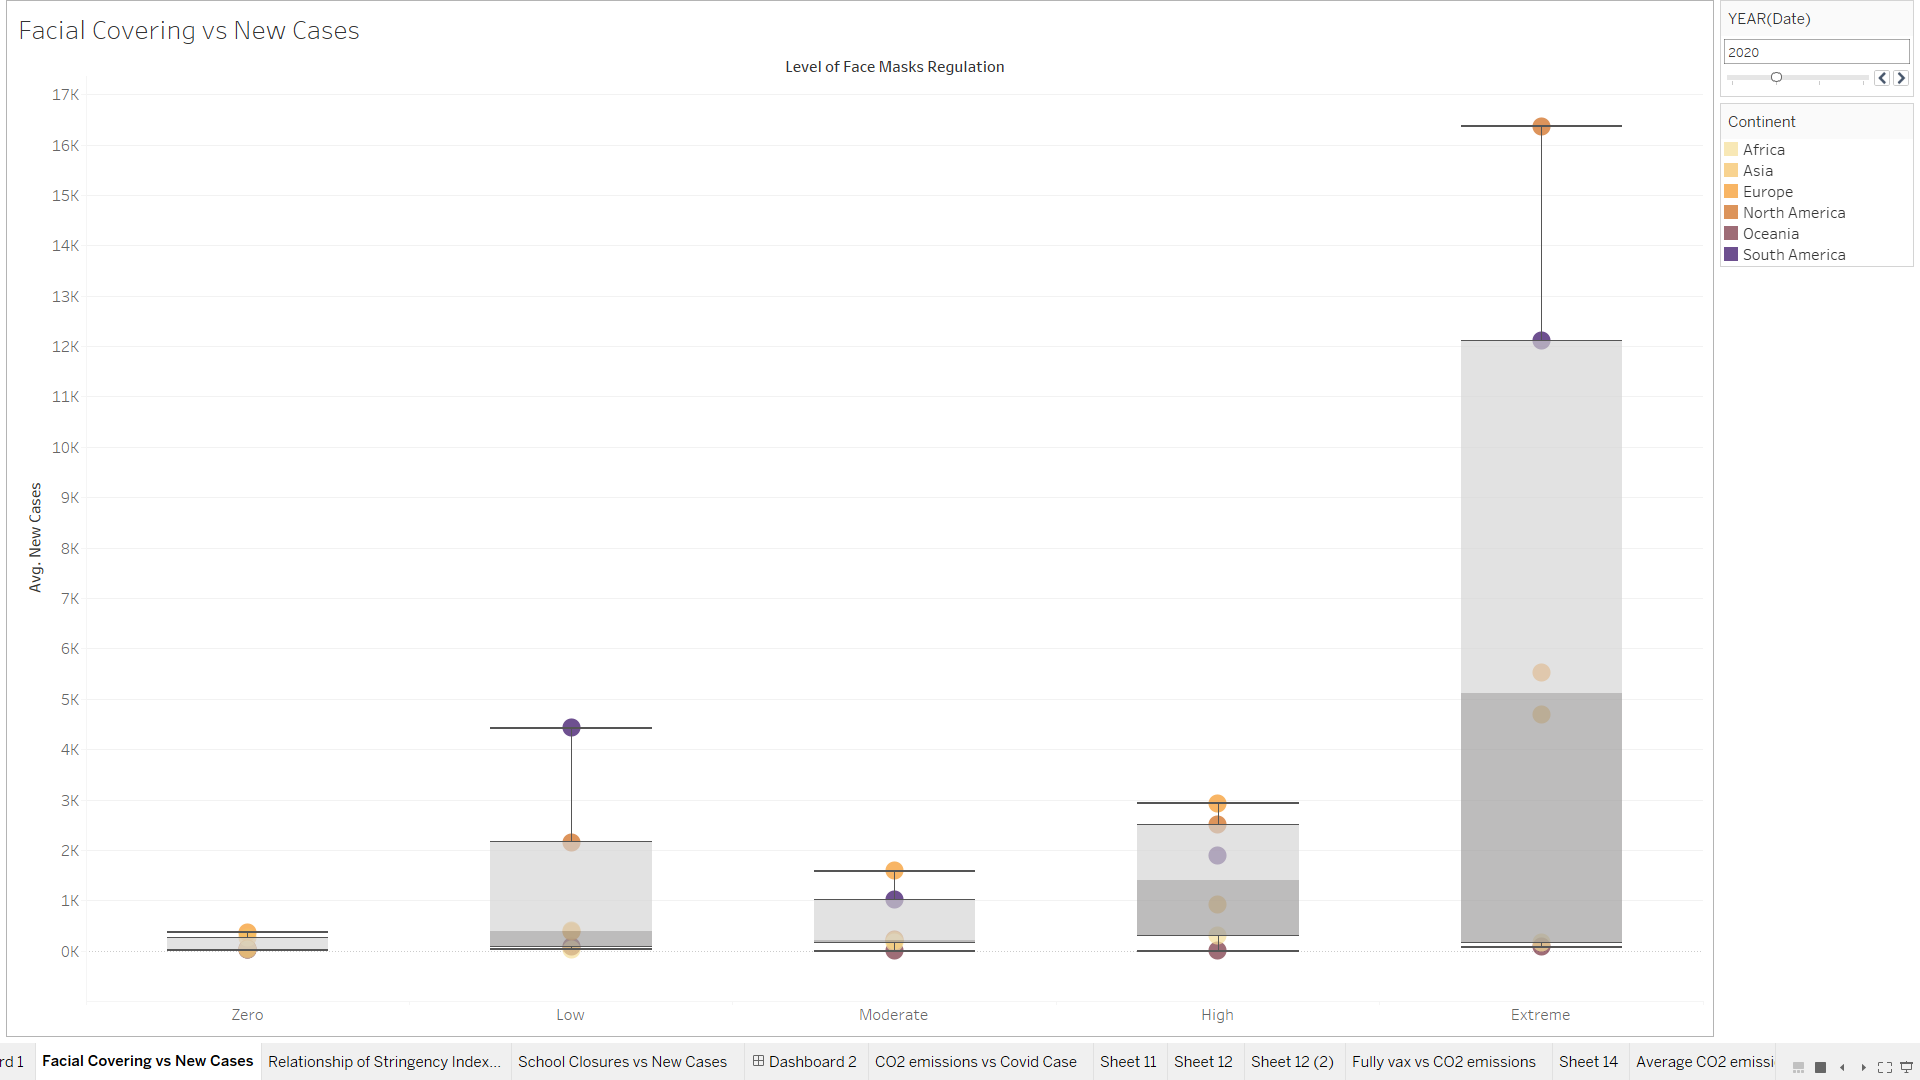 Facial Covering vs New Cases
Level of Face Masks Regulation
17K
16K
15K
14K
13K
12K
11K
10K
9K
8K
7K
6K
5K
4K
3K
2K
1K
0K
Avg. New Cases
Zero
Low
Moderate
High
Extreme
YEAR(Date)
2020
Continent
Africa
Asia
Europe
North America
Oceania
South America
rd 1
Facial Covering vs New Cases
Relationship of Stringency Index...
School Closures vs New Cases
Dashboard 2
CO2 emissions vs Covid Case
Sheet 11
Sheet 12
Sheet 12 (2)
Fully vax vs CO2 emissions
Sheet 14
Average CO2 emissi